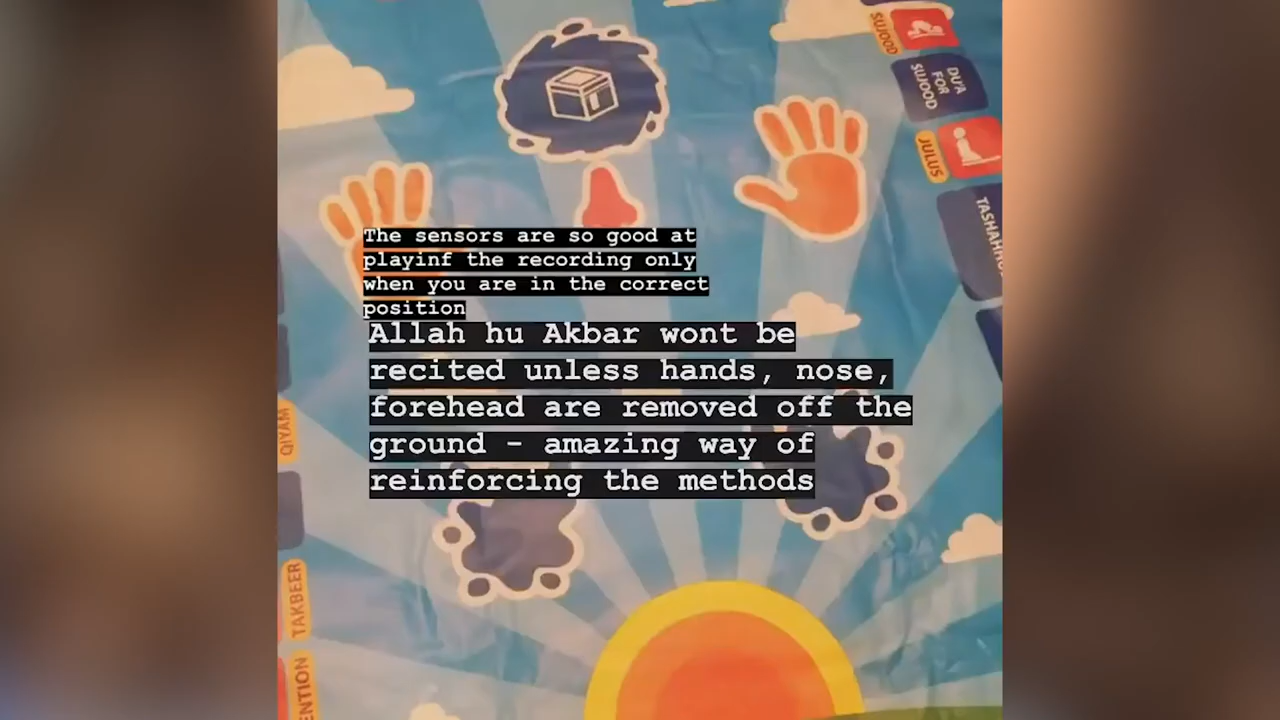 SUJOOD
DU'A
FOR
SUJOOD
JULUS
The sensors are so good at
playinf the recording only
when you are in the correct
position
Allah hu Akbar wont be
recited unless hands, nose,
forehead are removed off the
ground - amazing way of
reinforcing the methods
QIYAM
TAKBEER